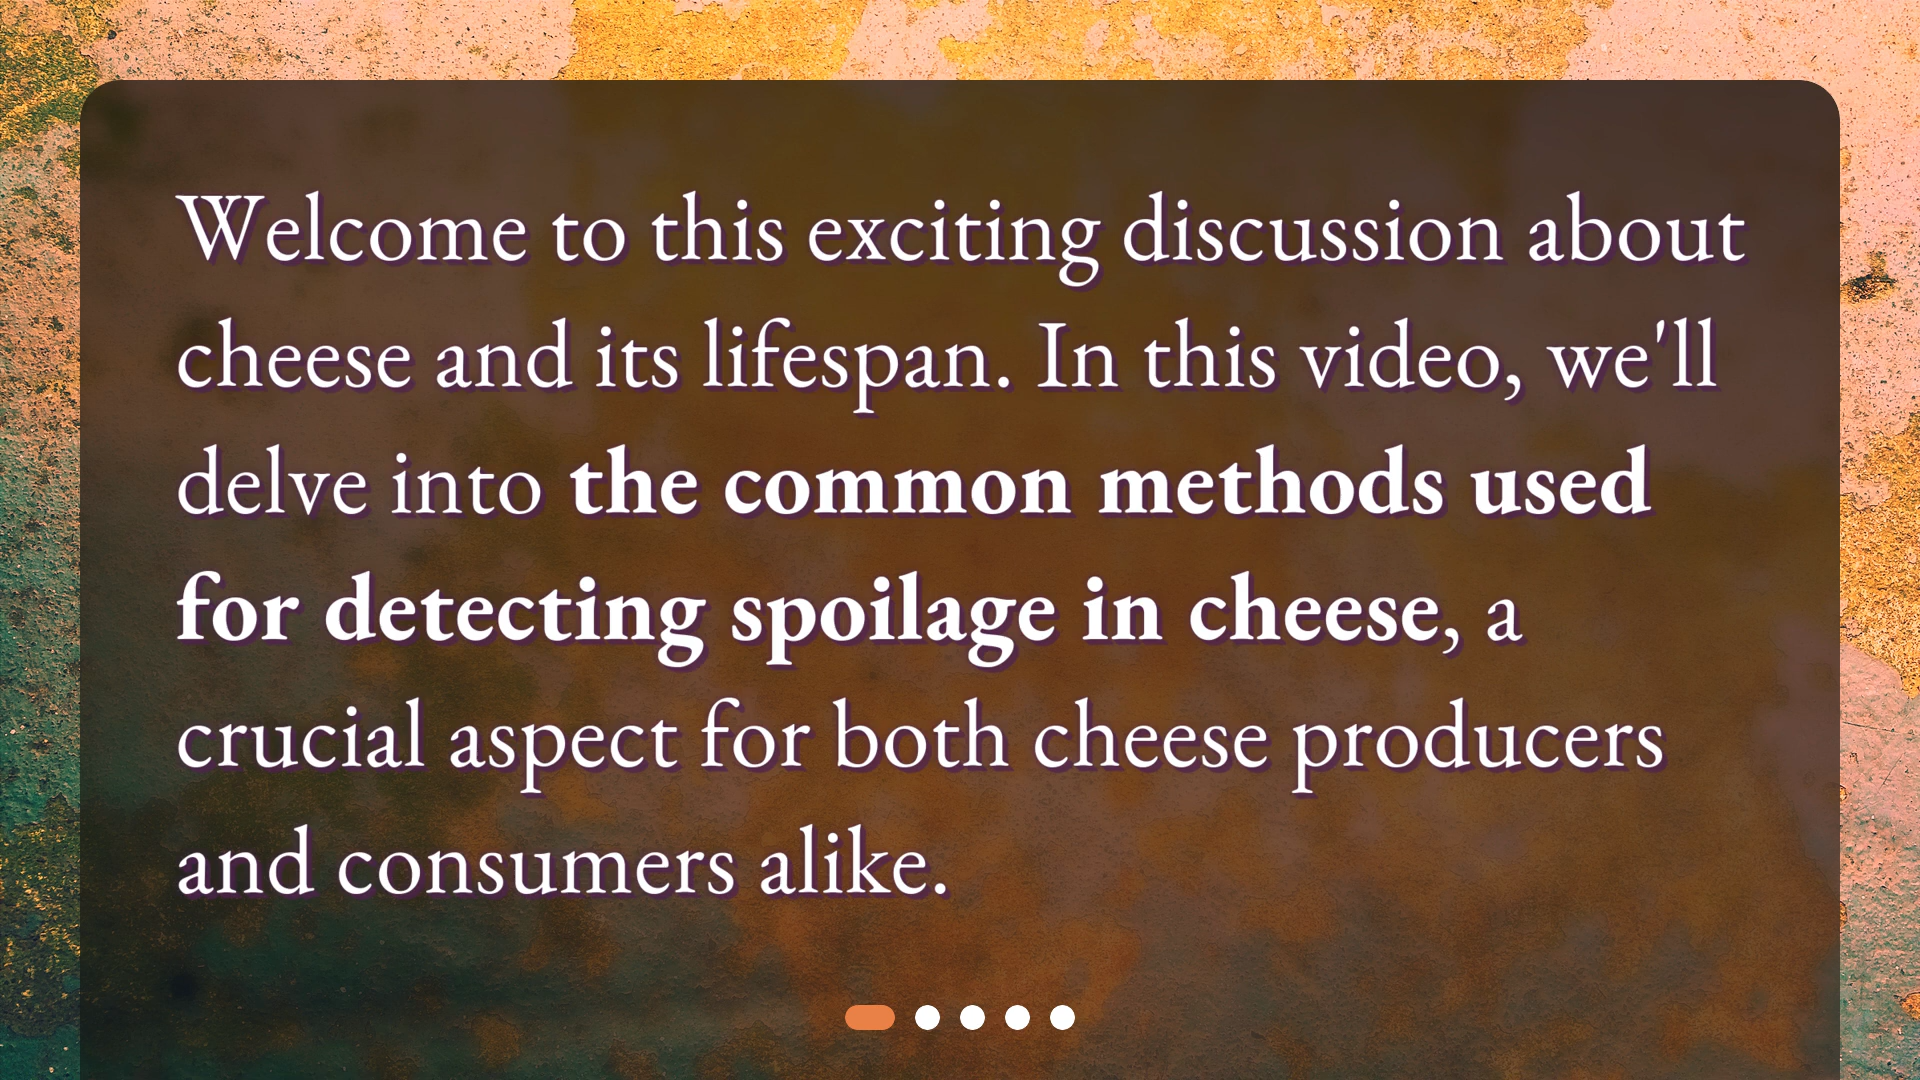 Welcome to this exciting discussion about
cheese and its lifespan. In this video, we'll
delve into the common methods used
for detecting spoilage in cheese, a
crucial aspect for both cheese producers
and consumers alike.